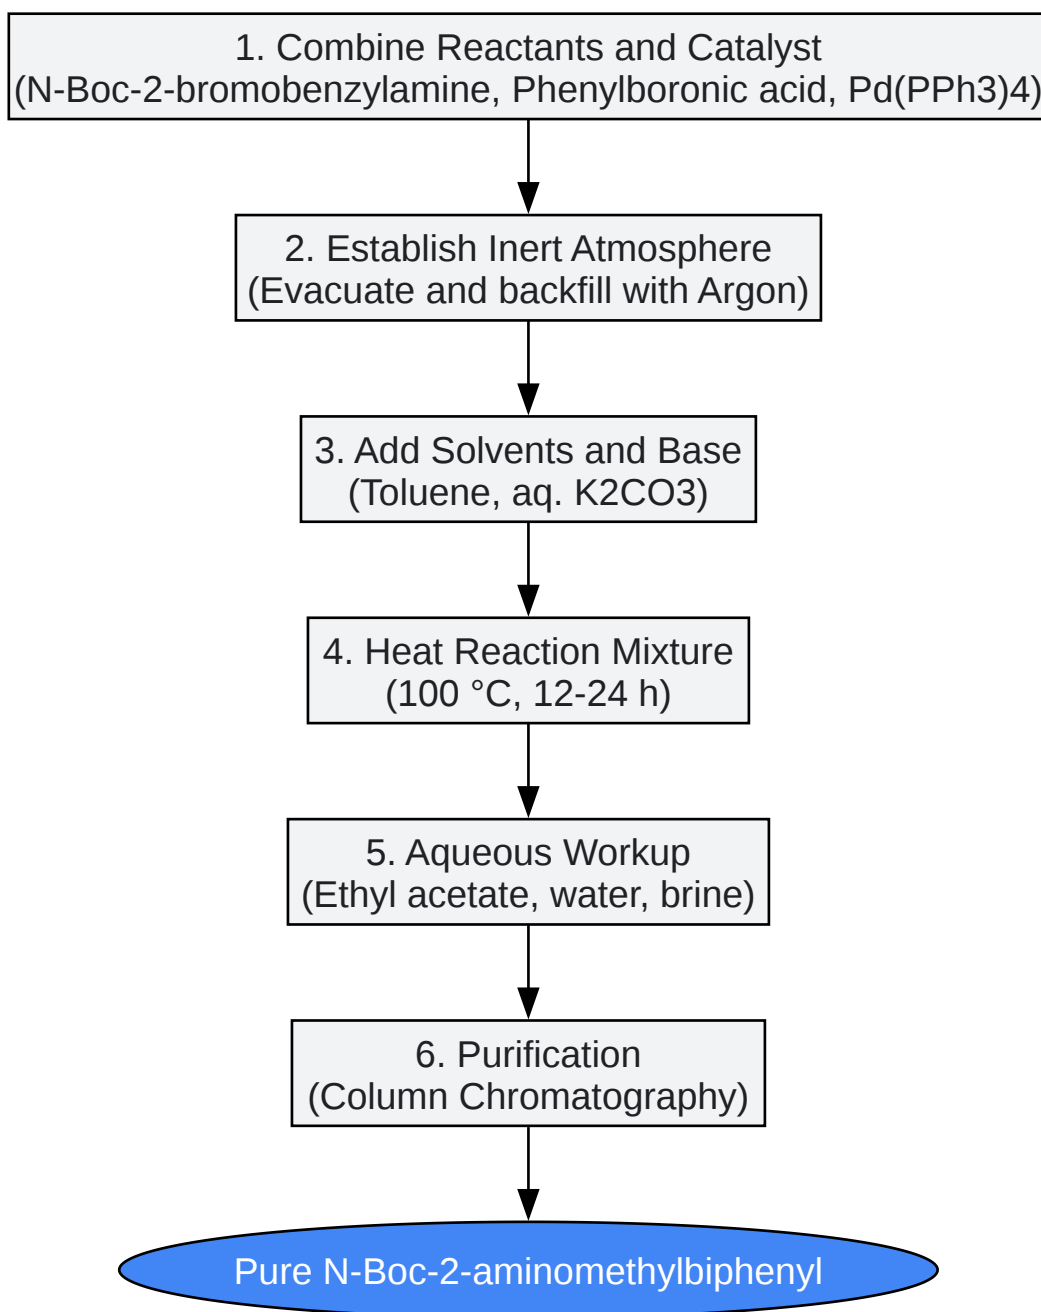 1. Combine Reactants and Catalyst
(N-Boc-2-bromobenzylamine, Phenylboronic acid, Pd(PPh3)4)
2. Establish Inert Atmosphere
(Evacuate and backfill with Argon)
3. Add Solvents and Base
(Toluene, aq. K2CO3)
4. Heat Reaction Mixture
(100 °C, 12-24 h)
5. Aqueous Workup
(Ethyl acetate, water, brine)
6. Purification
(Column Chromatography)
Pure N-Boc-2-aminomethylbiphenyl